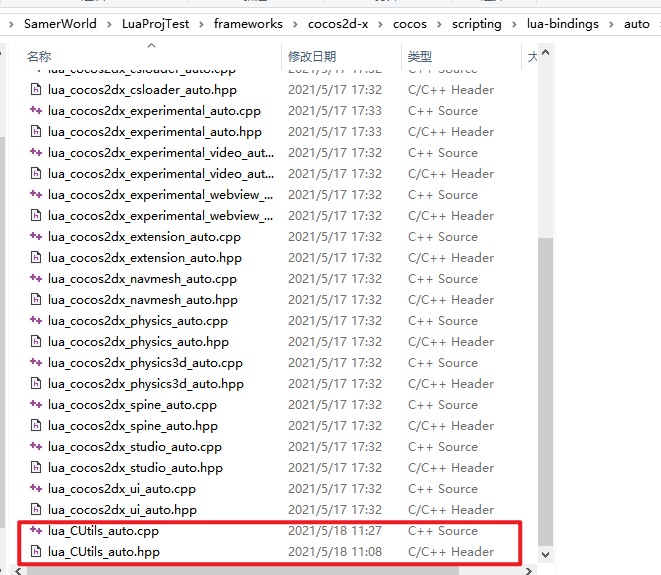 SamerWorld > LuaProjTest > frameworks > cocos2d-x > cocos > scripting > lua-bindings > auto >
名称 修改日期 类型 大
lua_cocos2dx_csloader_auto.cpp 2021/5/17 17:32 C++ Source
lua_cocos2dx_csloader_auto.hpp 2021/5/17 17:32 C/C++ Header
lua_cocos2dx_experimental_auto.cpp 2021/5/17 17:33 C++ Source
lua_cocos2dx_experimental_auto.hpp 2021/5/17 17:33 C/C++ Header
lua_cocos2dx_experimental_video_aut... 2021/5/17 17:32 C++ Source
lua_cocos2dx_experimental_video_aut... 2021/5/17 17:32 C/C++ Header
lua_cocos2dx_experimental_webview_... 2021/5/17 17:32 C++ Source
lua_cocos2dx_experimental_webview_... 2021/5/17 17:32 C/C++ Header
lua_cocos2dx_extension_auto.cpp 2021/5/17 17:32 C++ Source
lua_cocos2dx_extension_auto.hpp 2021/5/17 17:32 C/C++ Header
lua_cocos2dx_navmesh_auto.cpp 2021/5/17 17:32 C++ Source
lua_cocos2dx_navmesh_auto.hpp 2021/5/17 17:32 C/C++ Header
lua_cocos2dx_physics_auto.cpp 2021/5/17 17:32 C++ Source
lua_cocos2dx_physics_auto.hpp 2021/5/17 17:32 C/C++ Header
lua_cocos2dx_physics3d_auto.cpp 2021/5/17 17:32 C++ Source
lua_cocos2dx_physics3d_auto.hpp 2021/5/17 17:32 C/C++ Header
lua_cocos2dx_spine_auto.cpp 2021/5/17 17:32 C++ Source
lua_cocos2dx_spine_auto.hpp 2021/5/17 17:32 C/C++ Header
lua_cocos2dx_studio_auto.cpp 2021/5/17 17:32 C++ Source
lua_cocos2dx_studio_auto.hpp 2021/5/17 17:32 C/C++ Header
lua_cocos2dx_ui_auto.cpp 2021/5/17 17:32 C++ Source
lua_cocos2dx_ui_auto.hpp 2021/5/17 17:32 C/C++ Header
lua_CUtils_auto.cpp 2021/5/18 11:27 C++ Source
lua_CUtils_auto.hpp 2021/5/18 11:08 C/C++ Header